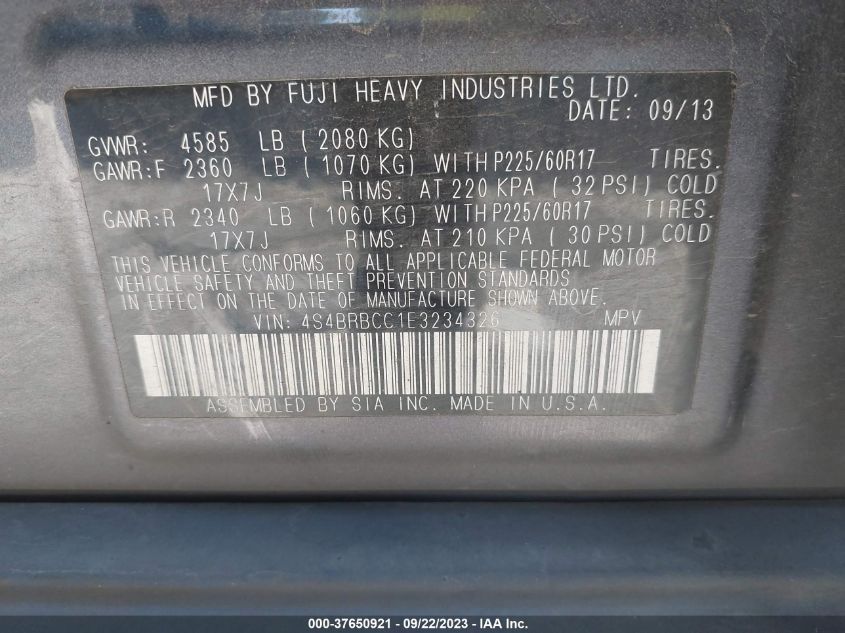 MFD BY FUJI HEAVY INDUSTRIES LTD.
DATE: 09/13
GVWR: 4585 LB (2080 KG)
GAWR:F 2360 LB (1070 KG) WITH P225/60R17 TIRES.
17X7J RIMS. AT 220 KPA (32 PSI) COLD
GAWR:R 2340 LB (1060 KG) WITH P225/60R17 TIRES.
17X7J RIMS. AT 210 KPA (30 PSI) COLD
THIS VEHICLE CONFORMS TO ALL APPLICABLE FEDERAL MOTOR
VEHICLE SAFETY AND THEFT PREVENTION STANDARDS
IN EFFECT ON THE DATE OF MANUFACTURE SHOWN ABOVE.
VIN: 4S4BRBCC1E3234326 MPV
ASSEMBLED BY SIA INC. MADE IN U.S.A.
000-37650921 - 09/22/2023 - IAA Inc.